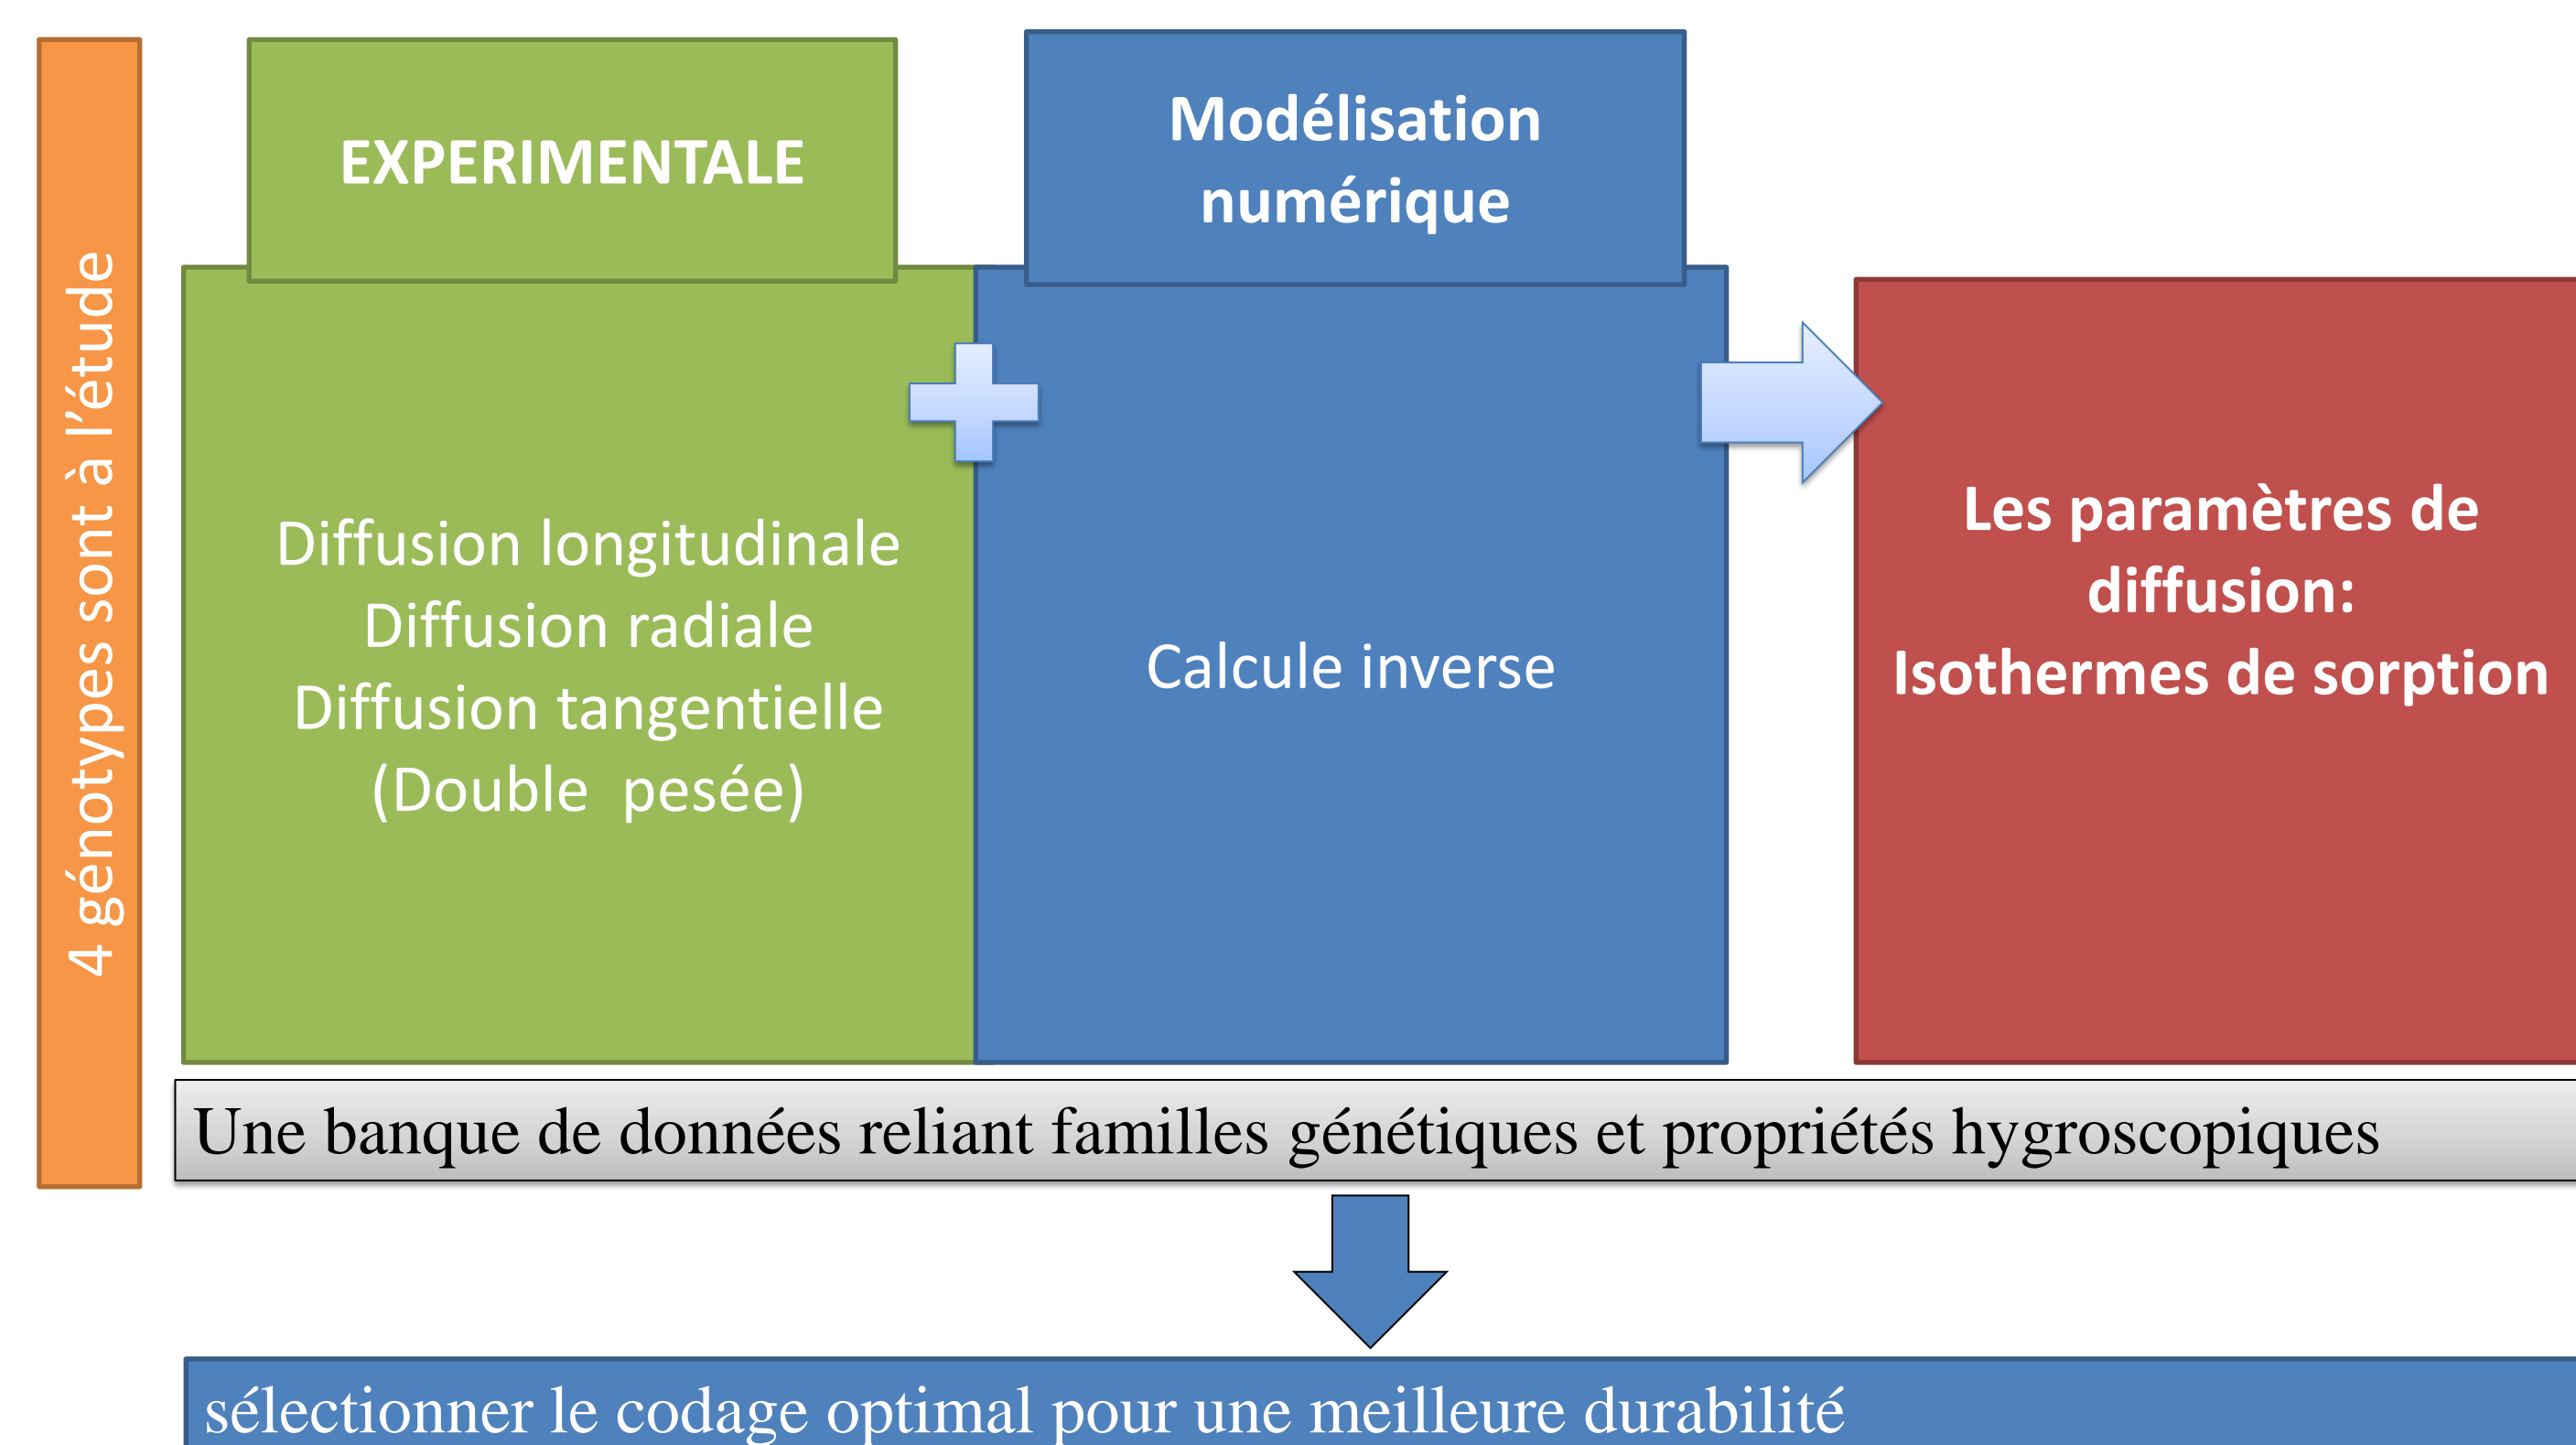 4 génotypes sont à l’étude
EXPERIMENTALE
Diffusion longitudinale
Diffusion radiale
Diffusion tangentielle
(Double  pesée)
Modélisation
numérique
Calcule inverse
Les paramètres de
diffusion:
Isothermes de sorption
Une banque de données reliant familles génétiques et propriétés hygroscopiques
sélectionner le codage optimal pour une meilleure durabilité